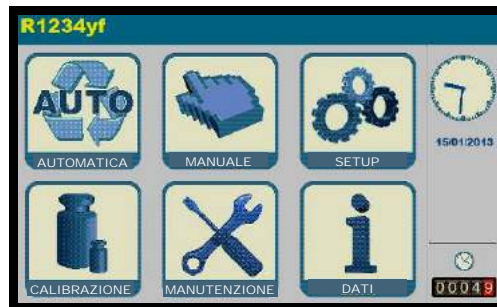 R1234yf
AUTO
AUTOMATICA
MANUALE
SETUP
15/01/2013
CALIBRAZIONE
MANUTENZIONE
DATI
00049